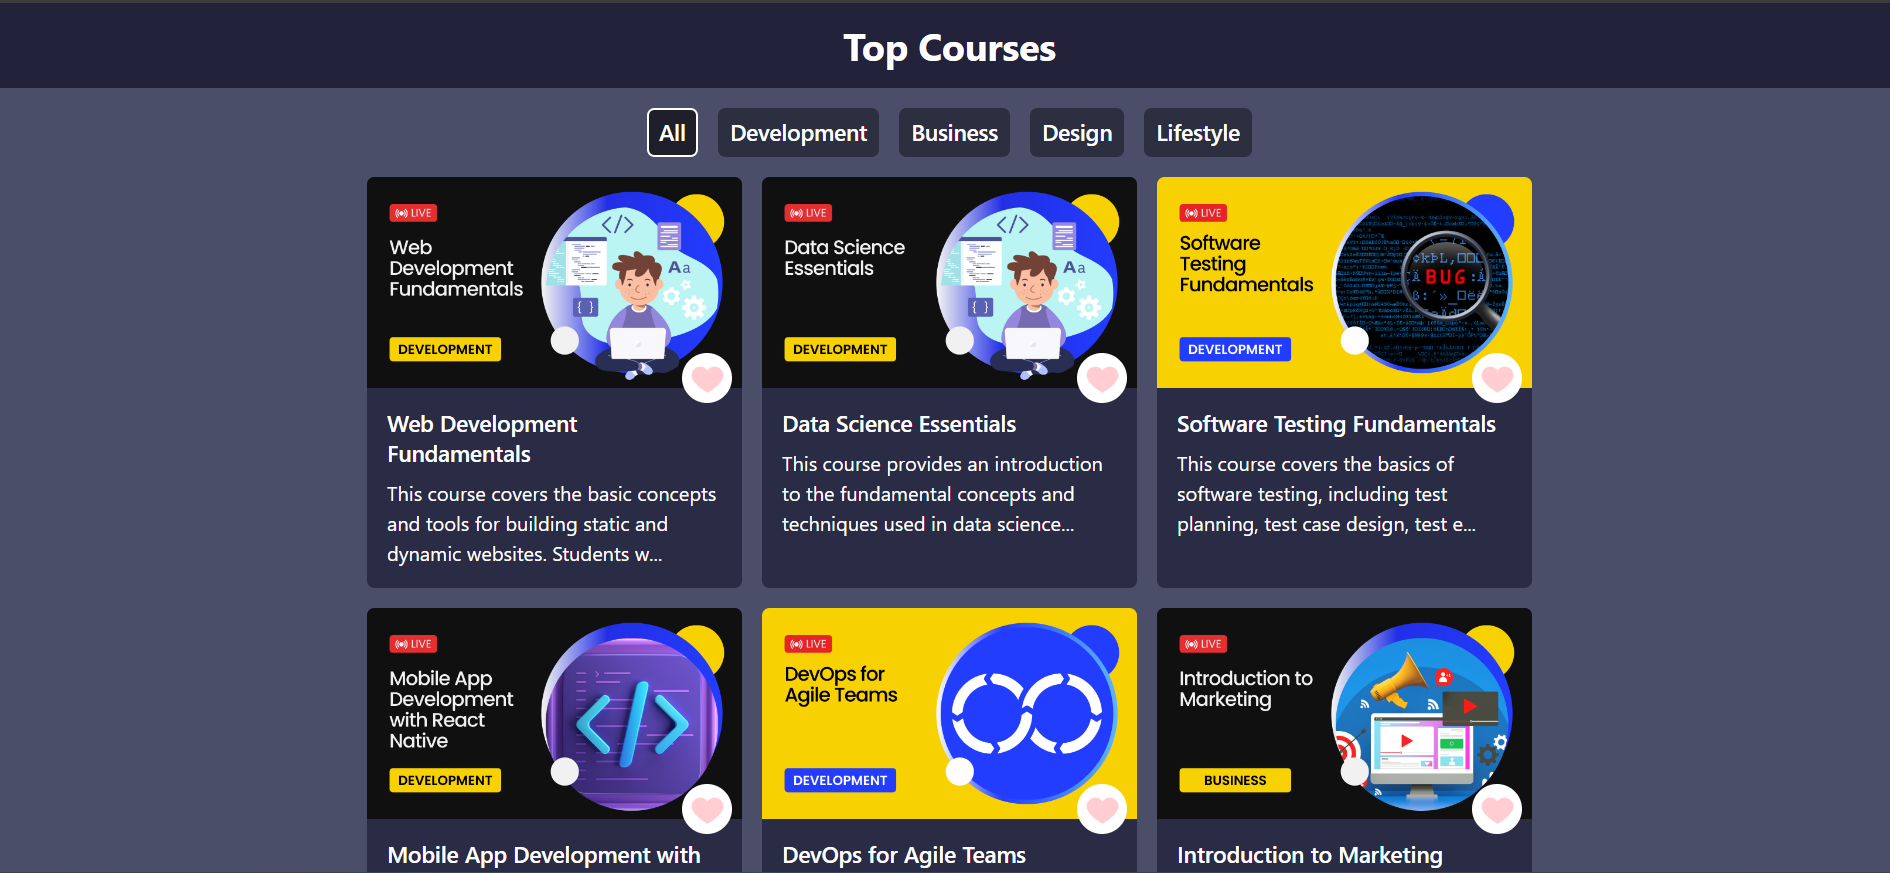 Top Courses
All Development Business Design Lifestyle
LIVE
Web
Development
Fundamentals
Aa
DEVELOPMENT
Web Development
Fundamentals
This course covers the basic concepts
and tools for building static and
dynamic websites. Students w...
LIVE
Data Science
Essentials
Aa
DEVELOPMENT
Data Science Essentials
This course provides an introduction
to the fundamental concepts and
techniques used in data science...
LIVE
Software
Testing
Fundamentals
BUG
DEVELOPMENT
Software Testing Fundamentals
This course covers the basics of
software testing, including test
planning, test case design, test e...
LIVE
Mobile App
Development
with React
Native
</>
DEVELOPMENT
Mobile App Development with
LIVE
DevOps for
Agile Teams
DEVELOPMENT
DevOps for Agile Teams
LIVE
Introduction to
Marketing
BUSINESS
Introduction to Marketing